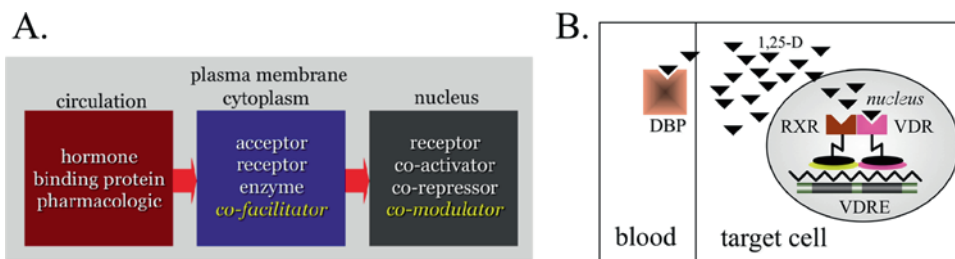 A.
circulation
hormone
binding protein
pharmacologic
plasma membrane
cytoplasm
acceptor
receptor
enzyme
co-facilitator
nucleus
receptor
co-activator
co-repressor
co-modulator
B.
1,25-D
DBP
nucleus
RXR
VDR
VDRE
blood
target cell